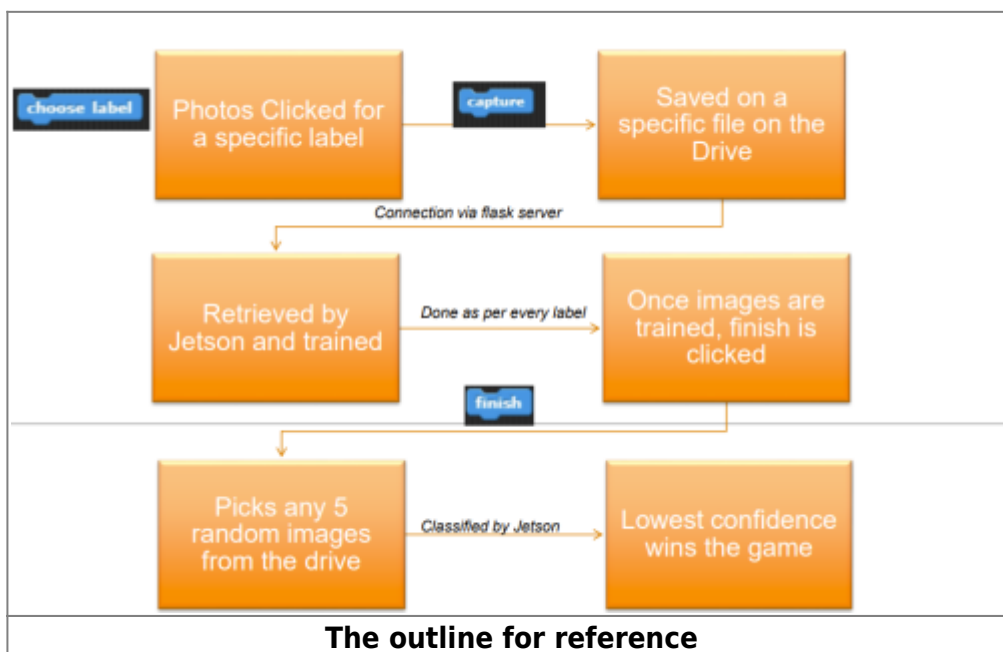 choose label
Photos Clicked for
a specific label
capture
Saved on a
specific file on the
Drive
Connection via flask server
Retrieved by
Jetson and trained
Done as per every label
Once images are
trained, finish is
clicked
finish
Picks any 5
random images
from the drive
Classified by Jetson
Lowest confidence
wins the game
The outline for reference